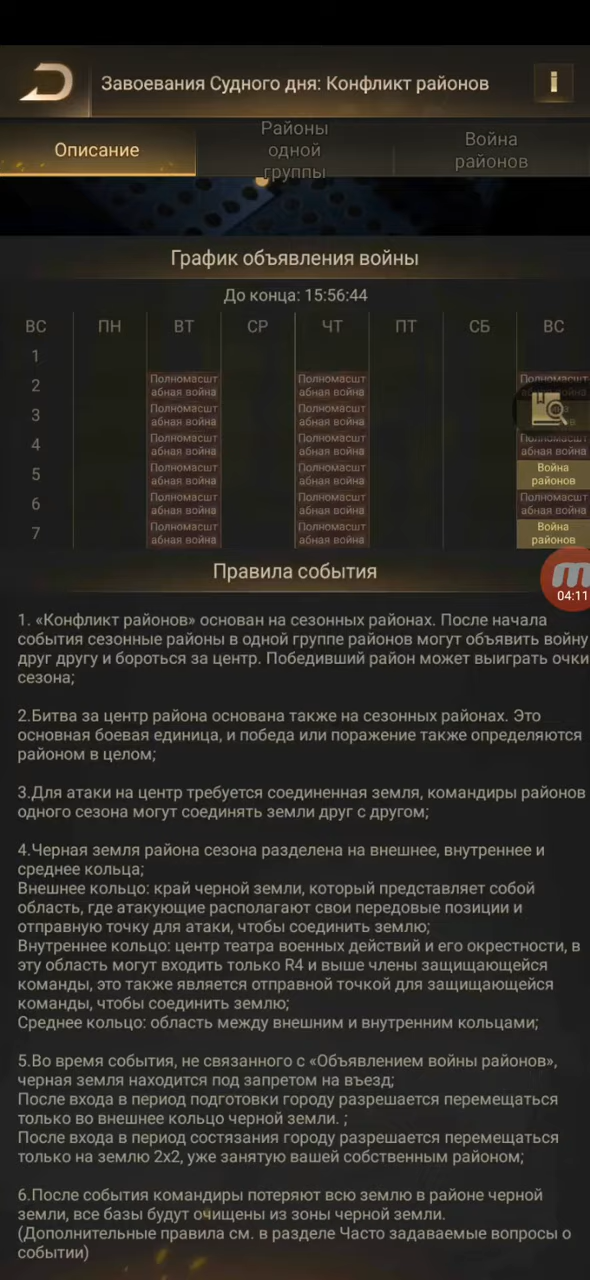 Завоевания Судного дня: Конфликт районов
Описание
Районы
одной
группы
Война
районов
График объявления войны
До конца: 15:56:44
ВС ПН ВТ СР ЧТ ПТ СБ ВС
1
2 Полномасшт Полномасшт Полномасшт
абная война абная война
3 Полномасшт Полномасшт
абная война абная война
4 Полномасшт Полномасшт Полномасшт
абная война абная война абная война
5 Полномасшт Полномасшт Война
абная война абная война районов
6 Полномасшт Полномасшт Полномасшт
абная война абная война абная война
7 Полномасшт Полномасшт Война
абная война абная война районов
Правила события
04:11
1. «Конфликт районов» основан на сезонных районах. После начала
события сезонные районы в одной группе районов могут объявить войну
друг другу и бороться за центр. Победивший район может выиграть очки
сезона;
2.Битва за центр района основана также на сезонных районах. Это
основная боевая единица, и победа или поражение также определяются
районом в целом;
3.Для атаки на центр требуется соединенная земля, командиры районов
одного сезона могут соединять земли друг с другом;
4.Черная земля района сезона разделена на внешнее, внутреннее и
среднее кольца;
Внешнее кольцо: край черной земли, который представляет собой
область, где атакующие располагают свои передовые позиции и
отправную точку для атаки, чтобы соединить землю;
Внутреннее кольцо: центр театра военных действий и его окрестности, в
эту область могут входить только R4 и выше члены защищающейся
команды, это также является отправной точкой для защищающейся
команды, чтобы соединить землю;
Среднее кольцо: область между внешним и внутренним кольцами;
5.Во время события, не связанного с «Объявлением войны районов»,
черная земля находится под запретом на въезд;
После входа в период подготовки городу разрешается перемещаться
только во внешнее кольцо черной земли. ;
После входа в период состязания городу разрешается перемещаться
только на землю 2x2, уже занятую вашей собственным районом;
6.После события командиры потеряют всю землю в районе черной
земли, все базы будут очищены из зоны черной земли.
(Дополнительные правила см. в разделе Часто задаваемые вопросы о
событии)